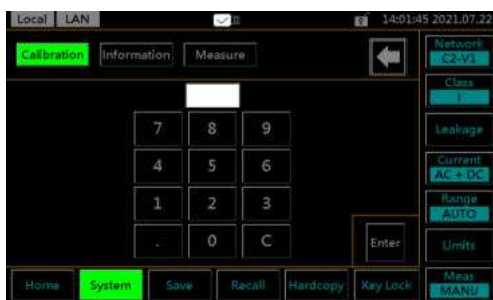 Local LAN 14:01:45 2021.07.22
Calibration Information Measure
Network
C2-V1
Class
I
Leakage
Current
AC + DC
Range
AUTO
Limits
Meas
MANU
7 8 9
4 5 6
1 2 3
. 0 C
Enter
Home System Save Recall Hardcopy Key Lock